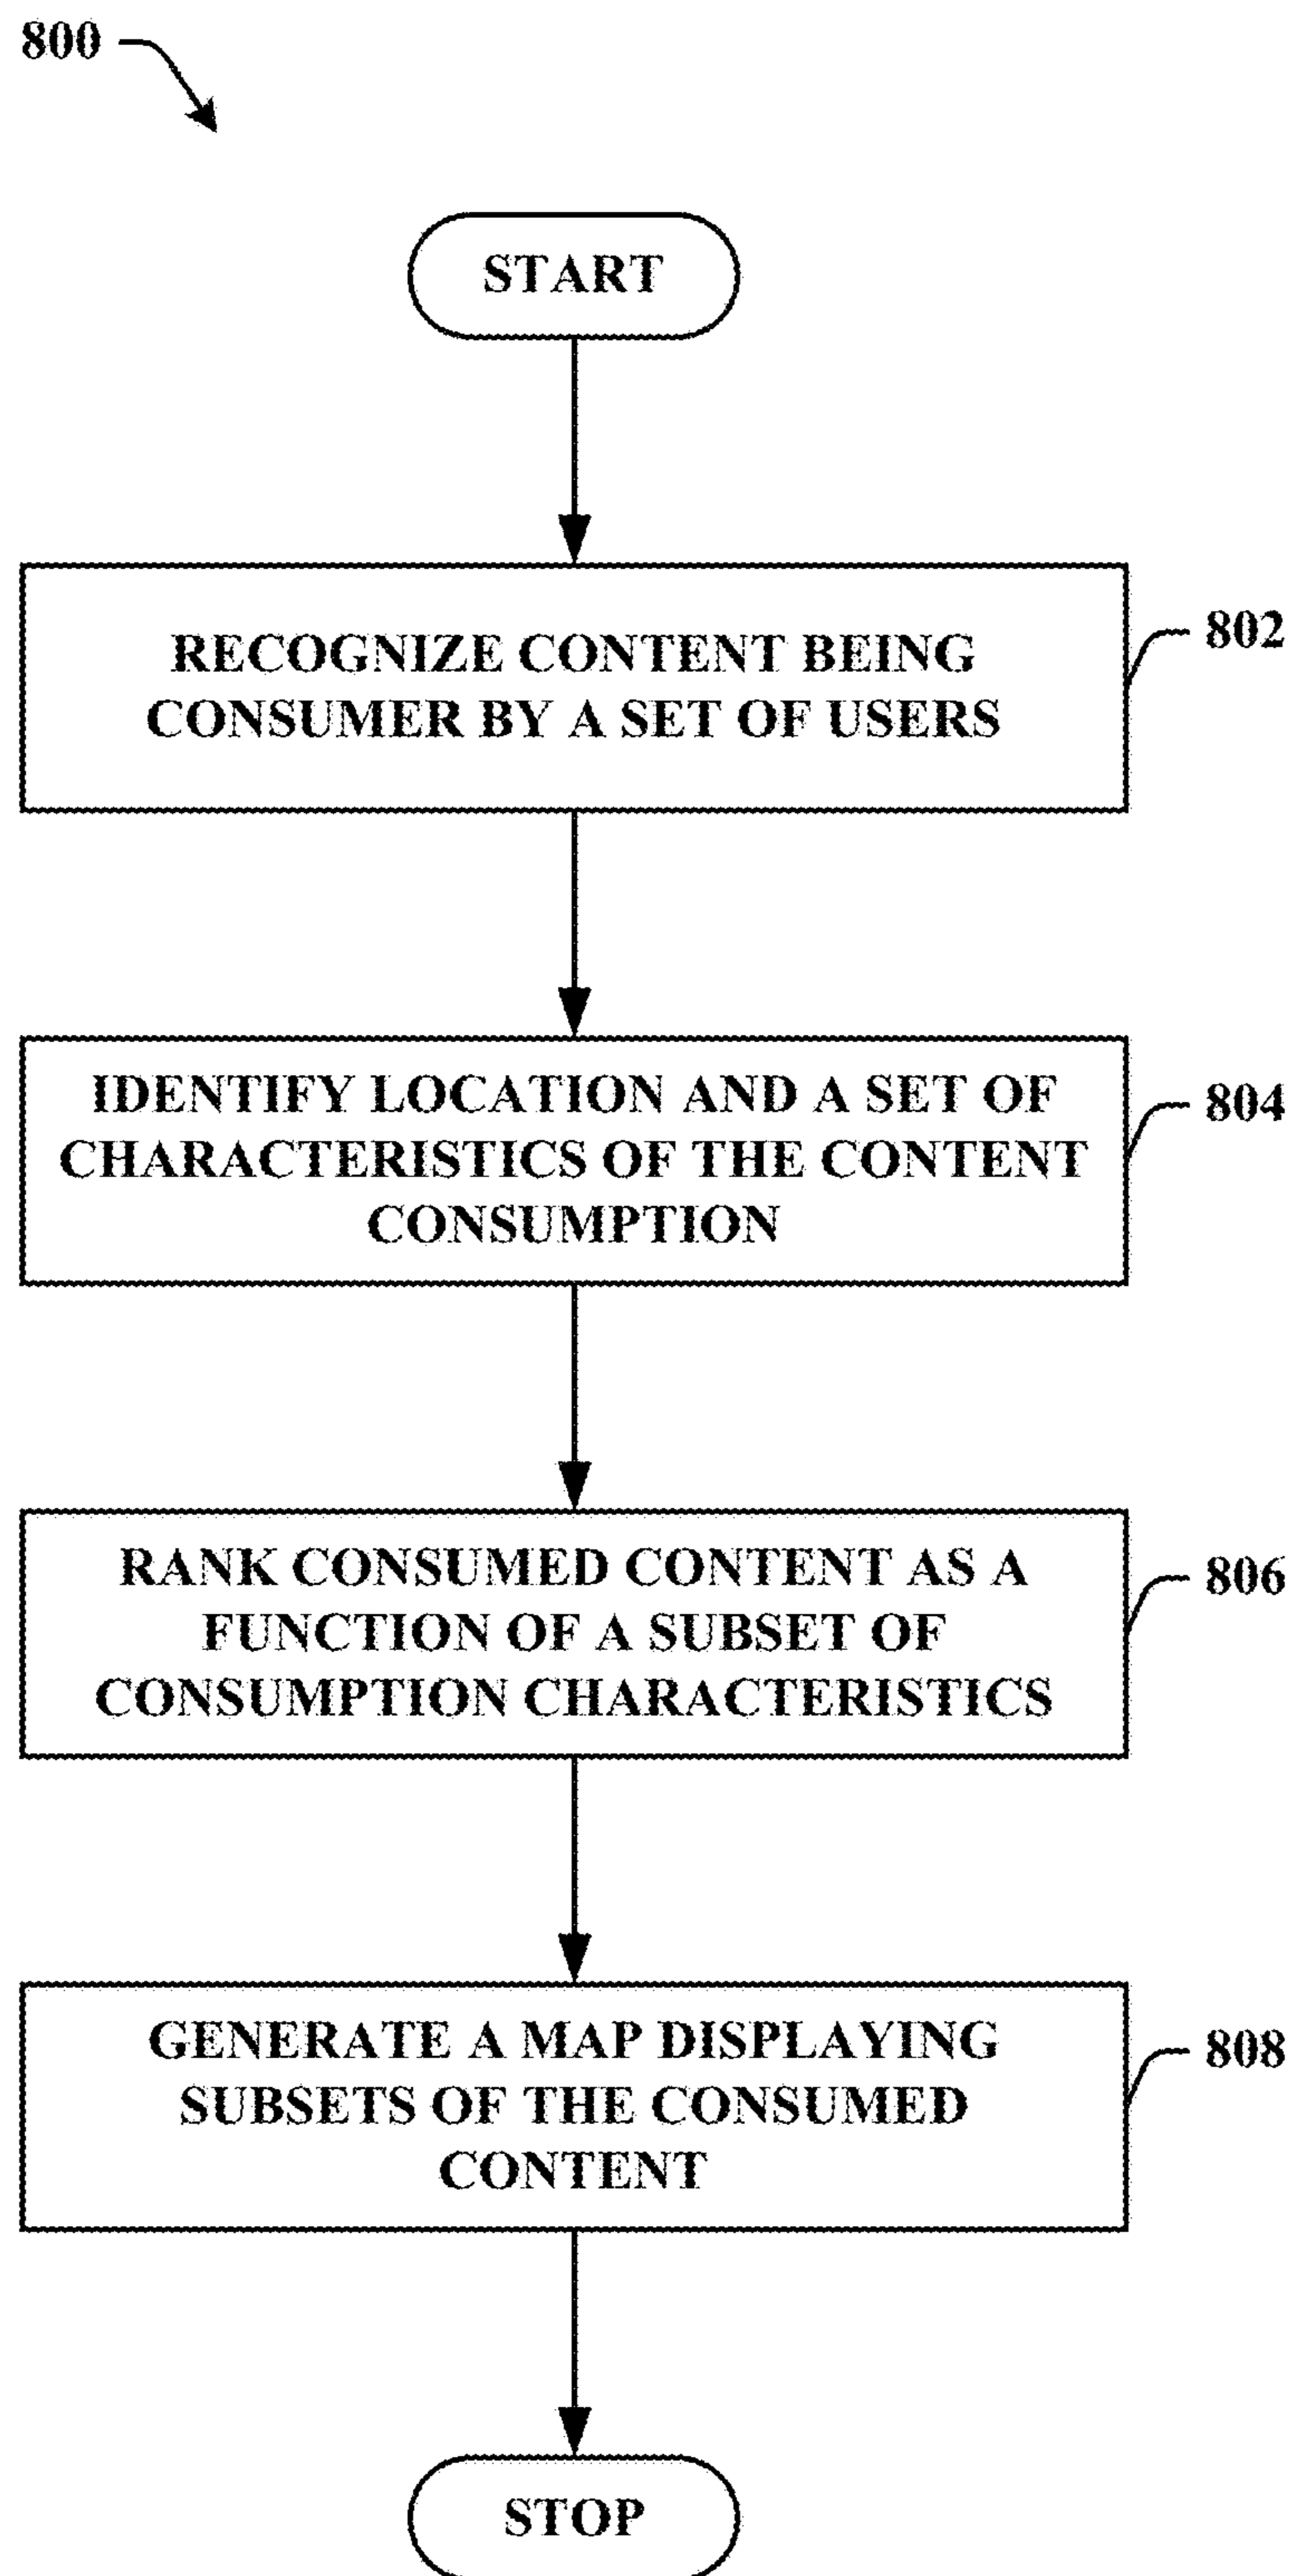 800
START
RECOGNIZE CONTENT BEING
CONSUMER BY A SET OF USERS
802
IDENTIFY LOCATION AND A SET OF
CHARACTERISTICS OF THE CONTENT
CONSUMPTION
804
RANK CONSUMED CONTENT AS A
FUNCTION OF A SUBSET OF
CONSUMPTION CHARACTERISTICS
806
GENERATE A MAP DISPLAYING
SUBSETS OF THE CONSUMED
CONTENT
808
STOP